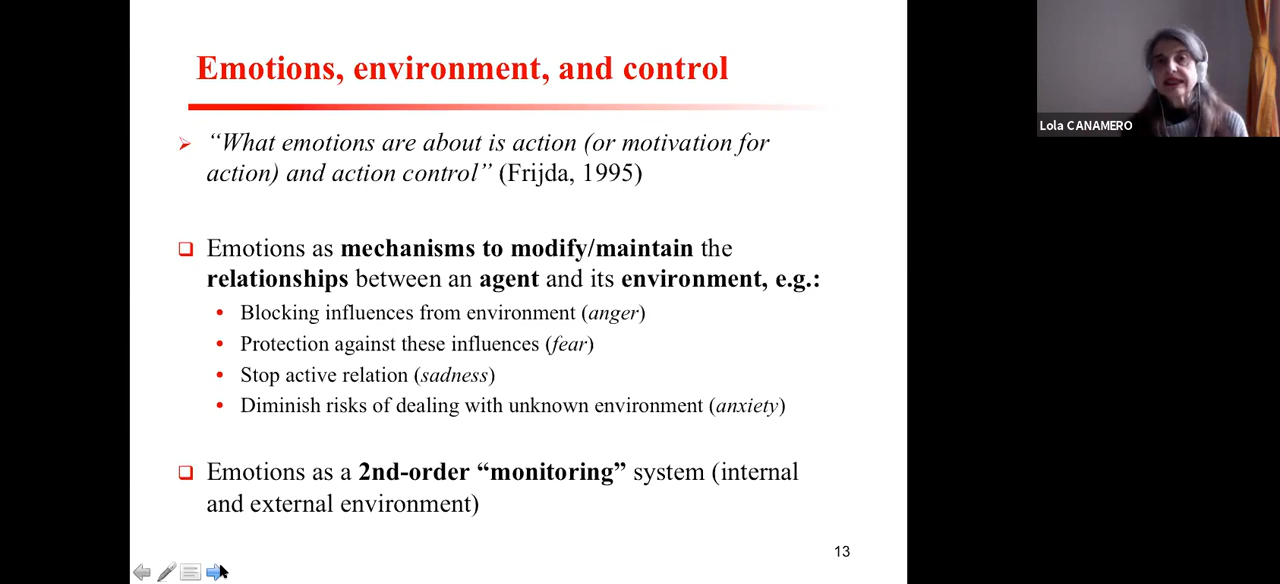 Emotions, environment, and control
“What emotions are about is action (or motivation for
action) and action control” (Frijda, 1995)
Emotions as mechanisms to modify/maintain the
relationships between an agent and its environment, e.g.:
Blocking influences from environment (anger)
Protection against these influences (fear)
Stop active relation (sadness)
Diminish risks of dealing with unknown environment (anxiety)
Emotions as a 2nd-order “monitoring” system (internal
and external environment)
13
Lola CANAMERO